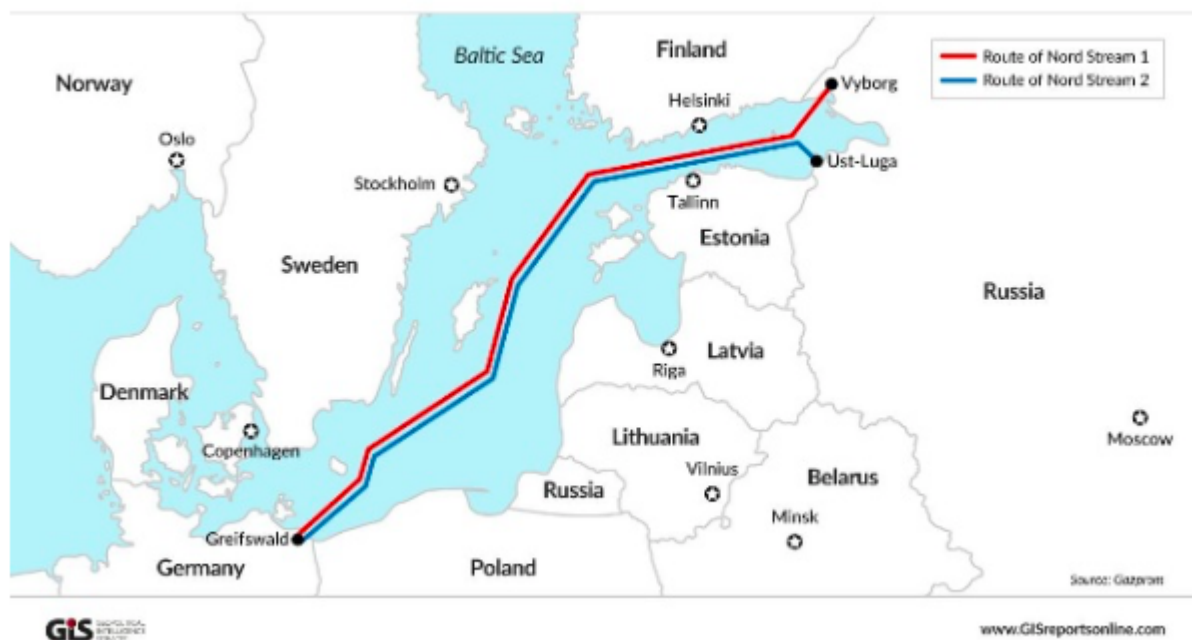 Baltic Sea
Finland
Norway
Route of Nord Stream 1
Route of Nord Stream 2
Vyborg
Helsinki
Oslo
Stockholm
Ust-Luga
Tallinn
Estonia
Sweden
Russia
Latvia
Riga
Denmark
Copenhagen
Lithuania
Moscow
Vilnius
Belarus
Russia
Minsk
Greifswald
Germany
Poland
Source: Gazprom
GIS
www.GISreportsonline.com